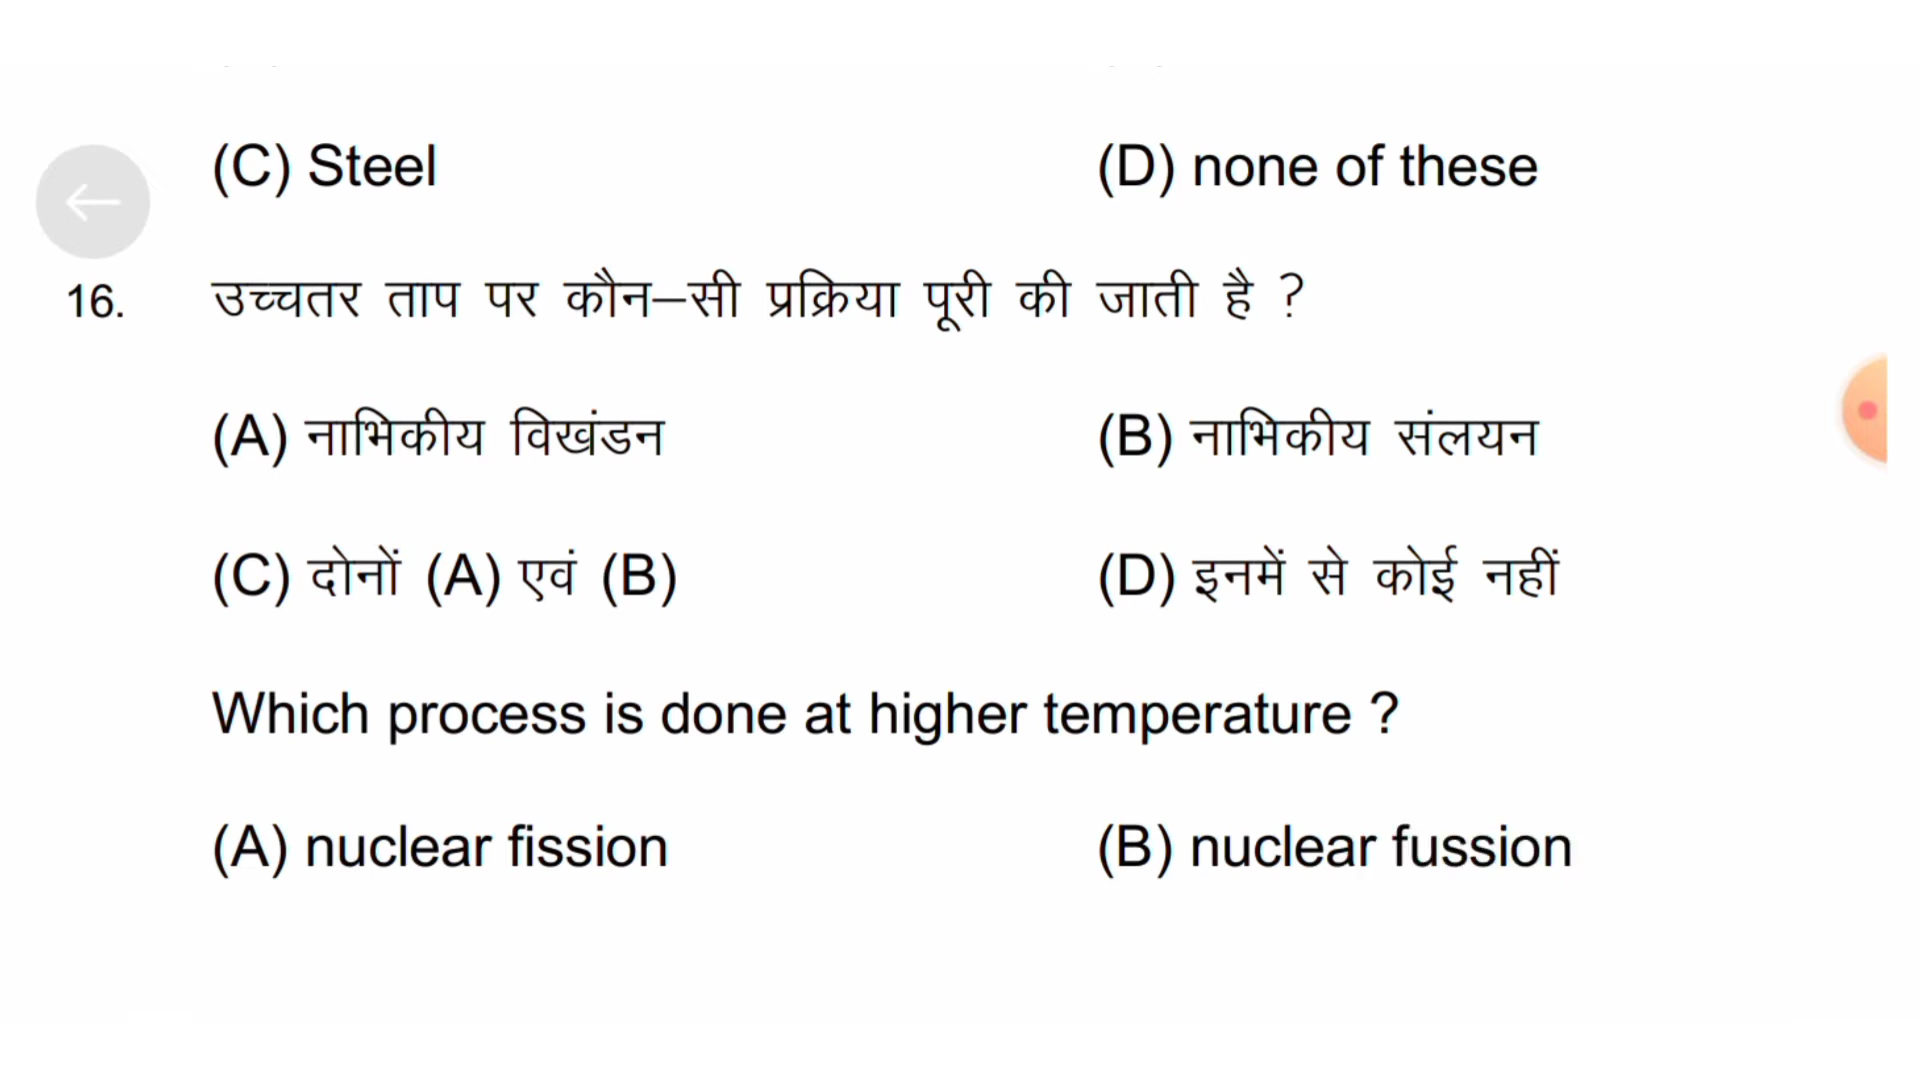 (C) Steel (D) none of these
16. उच्चतर ताप पर कौन–सी प्रक्रिया पूरी की जाती है ?
(A) नाभिकीय विखंडन (B) नाभिकीय संलयन
(C) दोनों (A) एवं (B) (D) इनमें से कोई नहीं
Which process is done at higher temperature ?
(A) nuclear fission (B) nuclear fussion